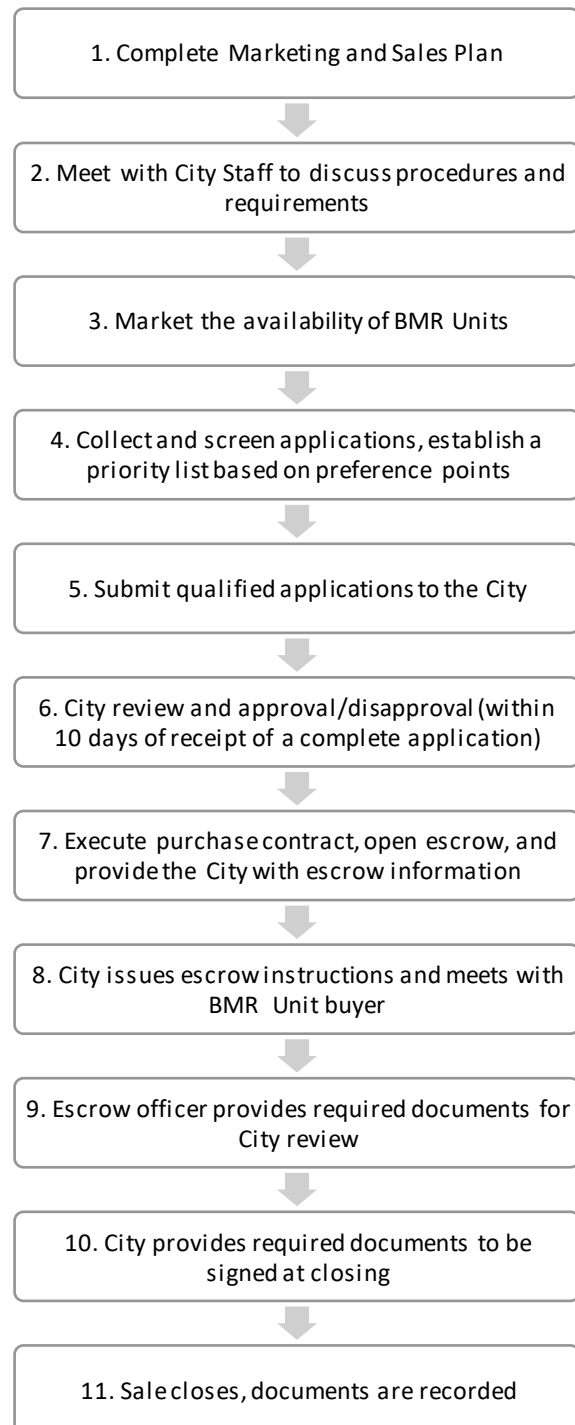 1. Complete Marketing and Sales Plan
2. Meet with City Staff to discuss procedures and
requirements
3. Market the availability of BMR Units
4. Collect and screen applications, establish a
priority list based on preference points
5. Submit qualified applications to the City
6. City review and approval/disapproval (within
10 days of receipt of a complete application)
7. Execute purchase contract, open escrow, and
provide the City with escrow information
8. City issues escrow instructions and meets with
BMR Unit buyer
9. Escrow officer provides required documents for
City review
10. City provides required documents to be
signed at closing
11. Sale closes, documents are recorded